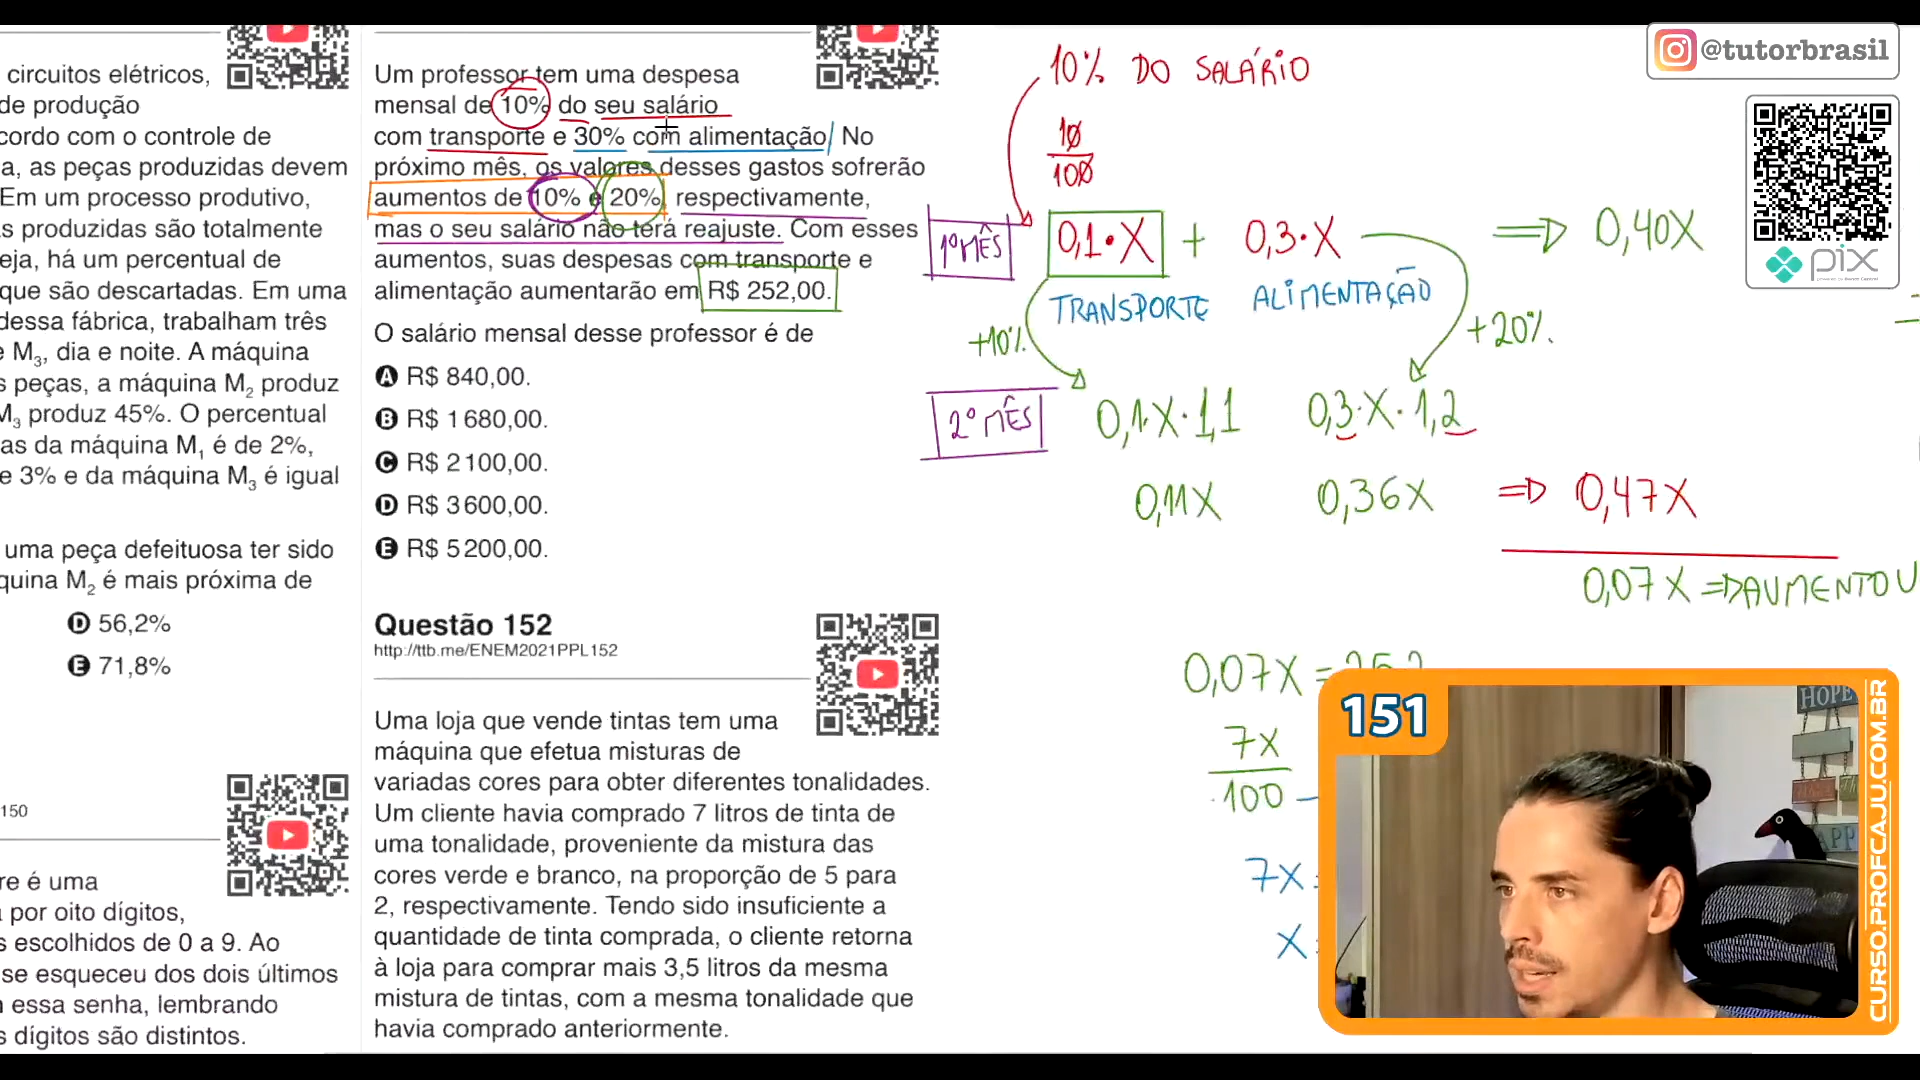 circuitos elétricos,
de produção
cordo com o controle de
a, as peças produzidas devem
Em um processo produtivo,
s produzidas são totalmente
eja, há um percentual de
que são descartadas. Em uma
dessa fábrica, trabalham três
e M₃, dia e noite. A máquina
s peças, a máquina M₂ produz
M₃ produz 45%. O percentual
as da máquina M₁ é de 2%,
e 3% e da máquina M₃ é igual
uma peça defeituosa ter sido
quina M₂ é mais próxima de
D 56,2%
E 71,8%
150
re é uma
por oito dígitos,
s escolhidos de 0 a 9. Ao
se esqueceu dos dois últimos
essa senha, lembrando
s dígitos são distintos.
Um professor tem uma despesa
mensal de 10% do seu salário
com transporte e 30% com alimentação. No
próximo mês, os valores desses gastos sofrerão
aumentos de 10% e 20%, respectivamente,
mas o seu salário não terá reajuste. Com esses
aumentos, suas despesas com transporte e
alimentação aumentarão em R$ 252,00.
O salário mensal desse professor é de
A R$ 840,00.
B R$ 1 680,00.
C R$ 2 100,00.
D R$ 3 600,00.
E R$ 5 200,00.
Questão 152
http://ttb.me/ENEM2021PPL152
Uma loja que vende tintas tem uma
máquina que efetua misturas de
variadas cores para obter diferentes tonalidades.
Um cliente havia comprado 7 litros de tinta de
uma tonalidade, proveniente da mistura das
cores verde e branco, na proporção de 5 para
2, respectivamente. Tendo sido insuficiente a
quantidade de tinta comprada, o cliente retorna
à loja para comprar mais 3,5 litros da mesma
mistura de tintas, com a mesma tonalidade que
havia comprado anteriormente.
10% DO SALÁRIO
10
100
1º MÊS 0,1·X + 0,3·X ⇒ 0,40X
TRANSPORTE ALIMENTAÇÃO
+10% +20%
2º MÊS 0,1·X·1,1 0,3·X·1,2
0,11X 0,36X ⇒ 0,47X
0,07X ⇒ AUMENTOU
0,07X = 252
7X
100
7X =
X =
@tutorbrasil
pix
151
HOPE
CURSO.PROFCAJU.COM.BR